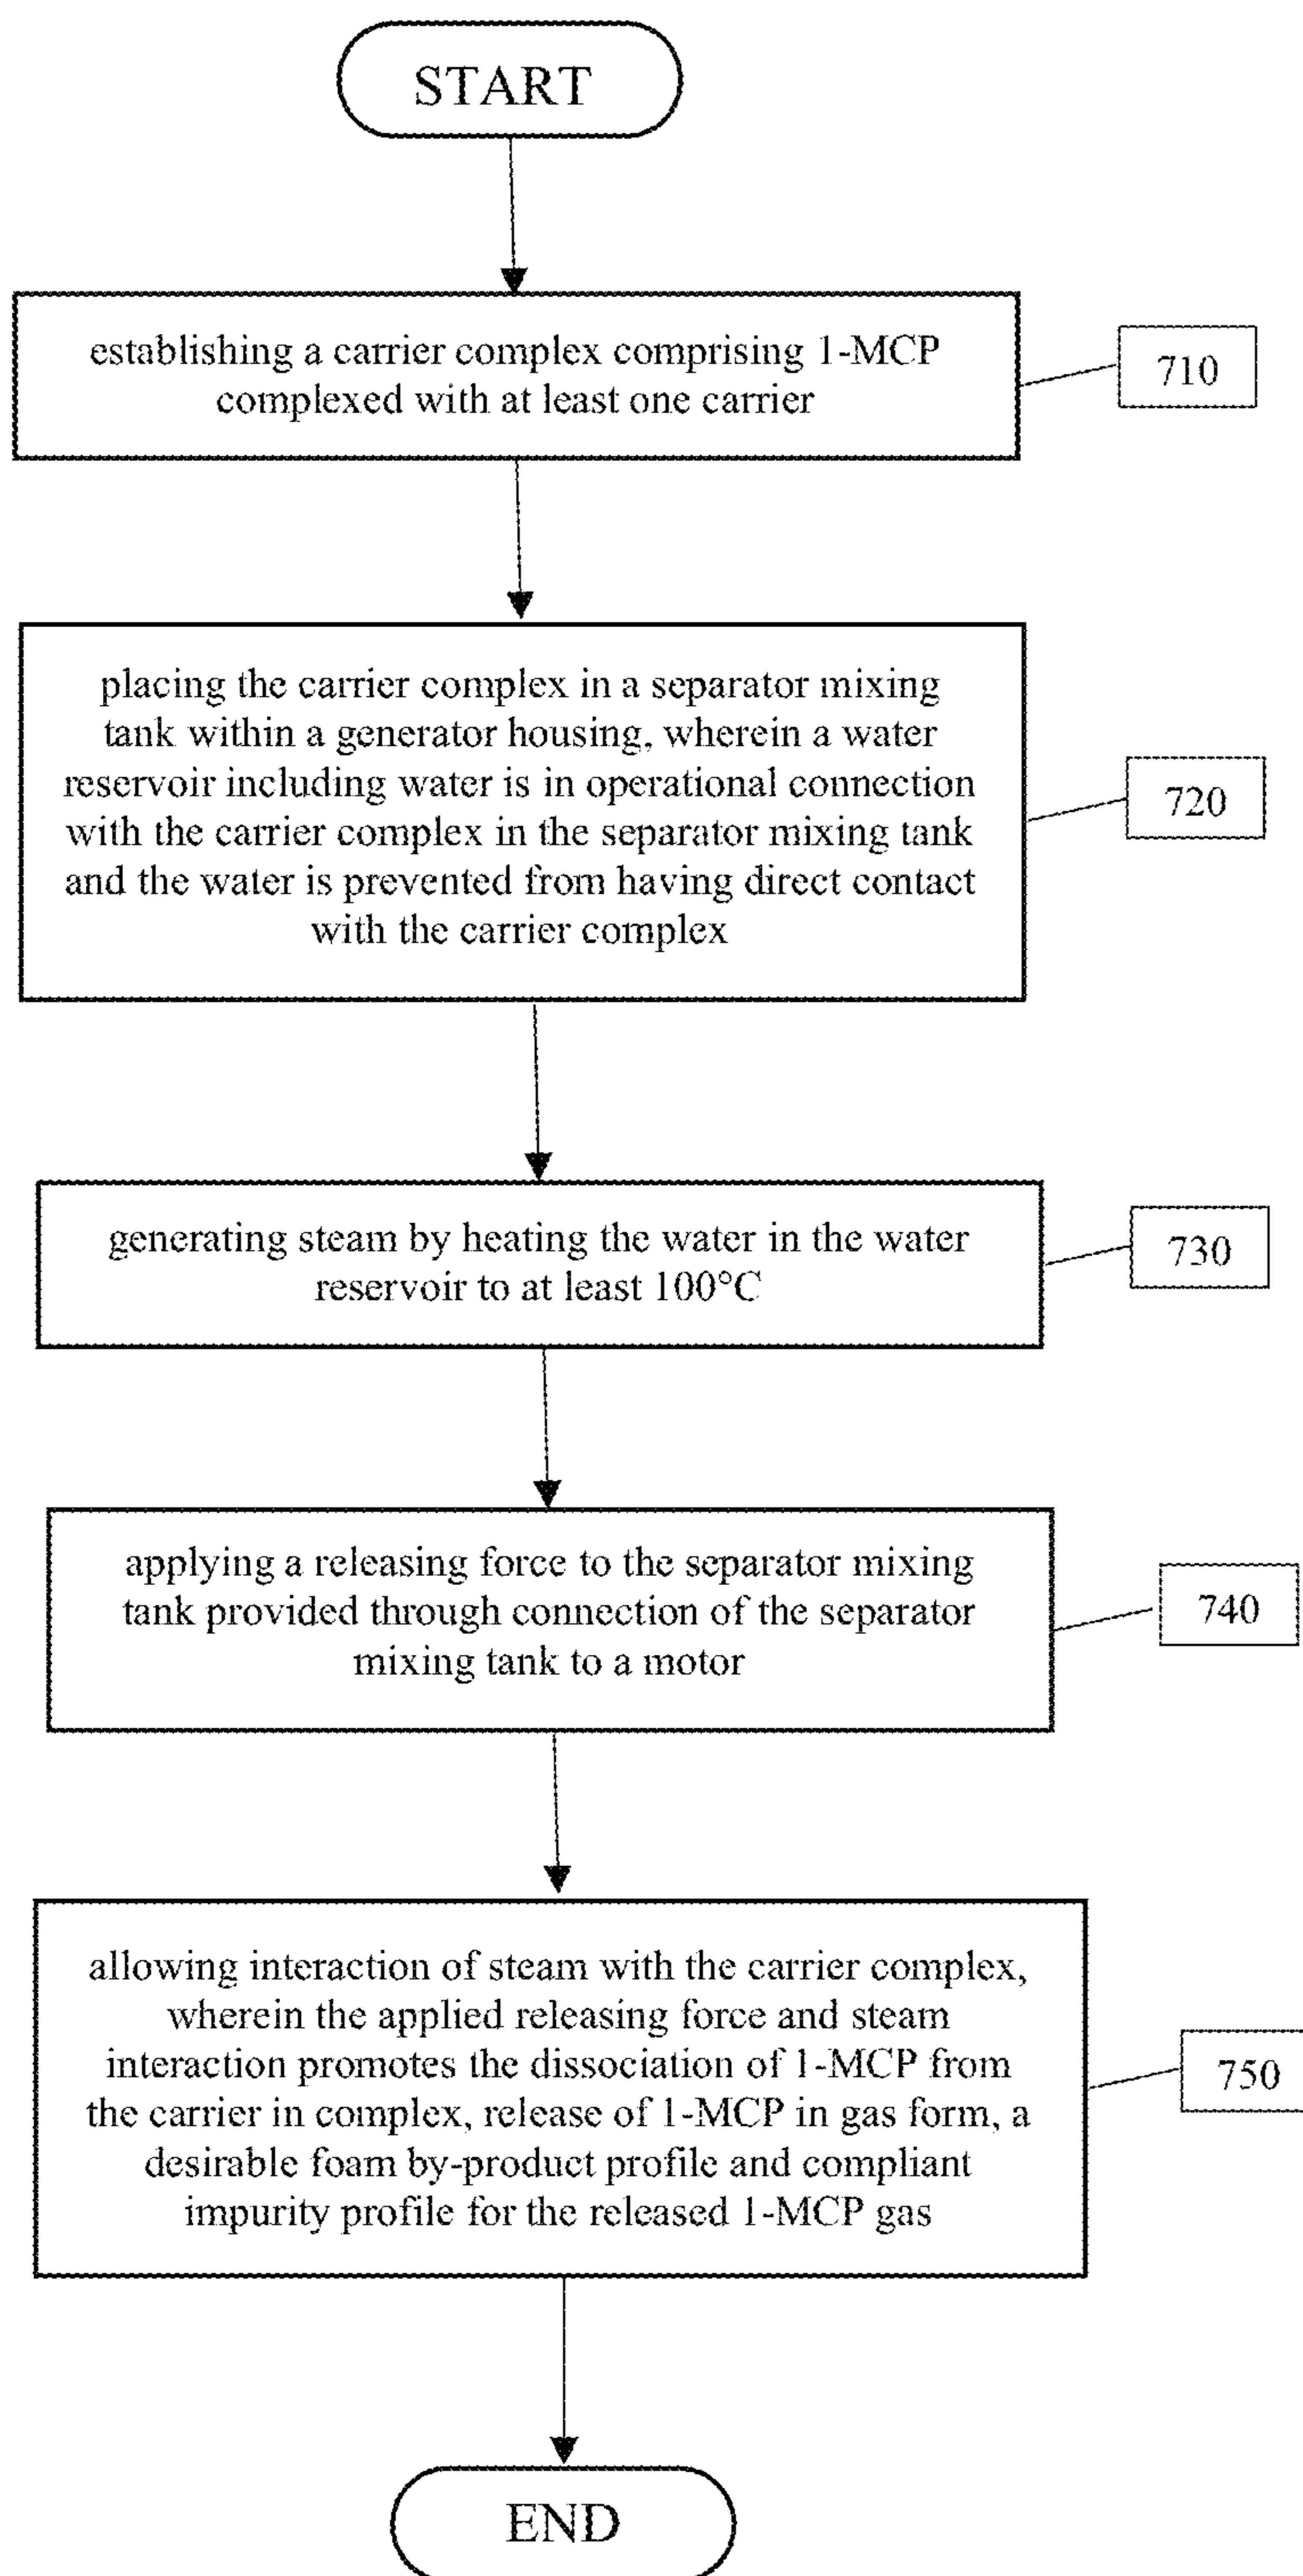 START
establishing a carrier complex comprising 1-MCP
complexed with at least one carrier
710
placing the carrier complex in a separator mixing
tank within a generator housing, wherein a water
reservoir including water is in operational connection
with the carrier complex in the separator mixing tank
and the water is prevented from having direct contact
with the carrier complex
720
generating steam by heating the water in the water
reservoir to at least 100°C
730
applying a releasing force to the separator mixing
tank provided through connection of the separator
mixing tank to a motor
740
allowing interaction of steam with the carrier complex,
wherein the applied releasing force and steam
interaction promotes the dissociation of 1-MCP from
the carrier in complex, release of 1-MCP in gas form, a
desirable foam by-product profile and compliant
impurity profile for the released 1-MCP gas
750
END